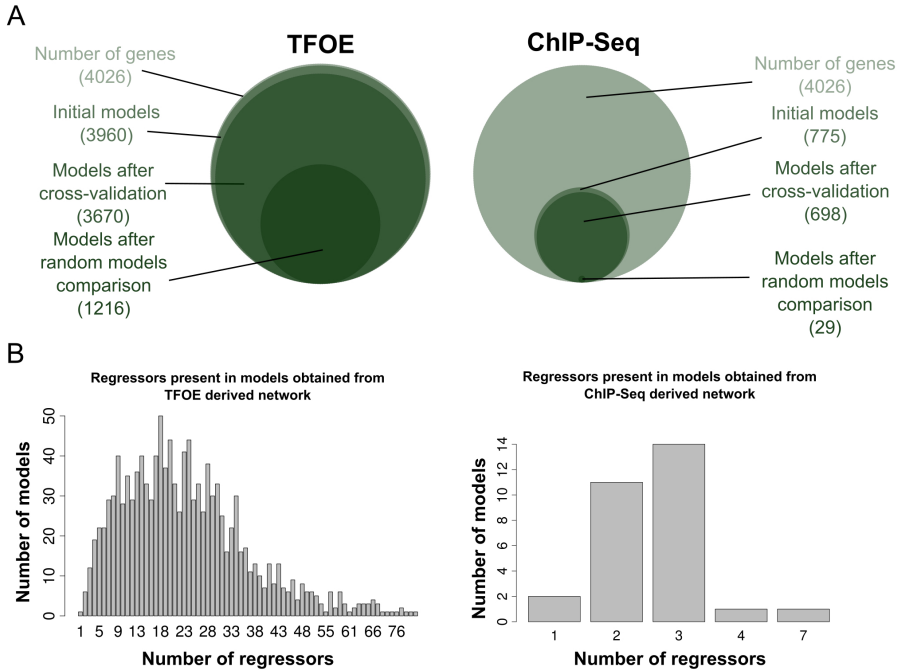 A
TFOE
ChIP-Seq
Number of genes
(4026)
Initial models
(3960)
Models after
cross-validation
(3670)
Models after
random models
comparison
(1216)
Number of genes
(4026)
Initial models
(775)
Models after
cross-validation
(698)
Models after
random models
comparison
(29)
B
Regressors present in models obtained from
TFOE derived network
Number of models
50
40
30
20
10
0
1 5 9 13 18 23 28 33 38 43 48 55 61 66 76
Number of regressors
Regressors present in models obtained from
ChIP-Seq derived network
Number of models
14
12
10
8
6
4
2
0
1 2 3 4 7
Number of regressors